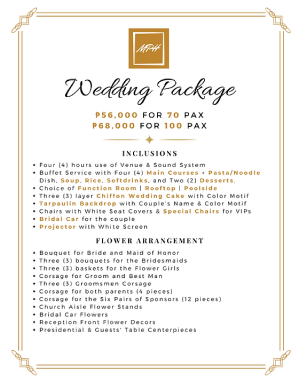 MPH
Wedding Package
₱56,000 FOR 70 PAX
₱68,000 FOR 100 PAX
INCLUSIONS
• Four (4) hours use of Venue & Sound System
• Buffet Service with Four (4) Main Courses + Pasta/Noodle
Dish, Soup, Rice, Softdrinks, and Two (2) Desserts.
• Choice of Function Room | Rooftop | Poolside
• Three (3) layer Chiffon Wedding Cake with Color Motif
• Tarpaulin Backdrop with Couple's Name & Color Motif
• Chairs with White Seat Covers & Special Chairs for VIPs
• Bridal Car for the couple
• Projector with White Screen
FLOWER ARRANGEMENT
• Bouquet for Bride and Maid of Honor
• Three (3) bouquets for the Bridesmaids
• Three (3) baskets for the Flower Girls
• Corsage for Groom and Best Man
• Three (3) Groomsmen Corsage
• Corsage for both parents (4 pieces)
• Corsage for the Six Pairs of Sponsors (12 pieces)
• Church Aisle Flower Stands
• Bridal Car Flowers
• Reception Front Flower Decors
• Presidential & Guests' Table Centerpieces